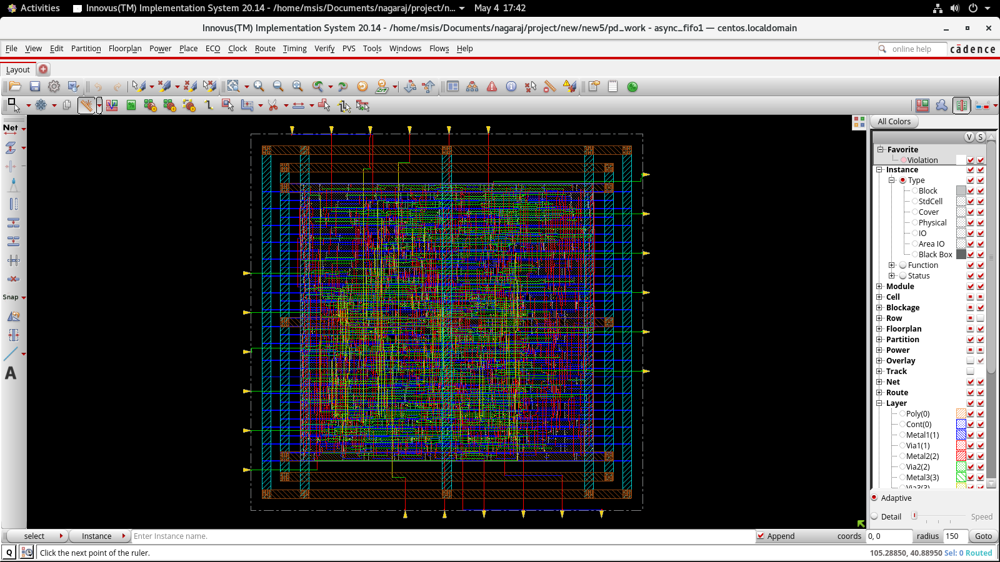 Activities
Innovus(TM) Implementation System 20.14 - /home/msis/Documents/nagaraj/project/n...
May 4 17:42
Innovus(TM) Implementation System 20.14 - /home/msis/Documents/nagaraj/project/new/new5/pd_work - async_fifo1 — centos.localdomain
File View Edit Partition Floorplan Power Place ECO Clock Route Timing Verify PVS Tools Windows Flows Help
online help
cādence
Layout
Net
Snap
A
All Colors
V S
Favorite
Violation
Instance
Type
Block
StdCell
Cover
Physical
IO
Area IO
Black Box
Function
Status
Module
Cell
Blockage
Row
Floorplan
Partition
Power
Overlay
Track
Net
Route
Layer
Poly(0)
Cont(0)
Metal1(1)
Via1(1)
Metal2(2)
Via2(2)
Metal3(3)
Via3(3)
Adaptive
Detail
Speed
select Instance Enter Instance name. Append coords 0, 0 radius 150 Goto
Q Click the next point of the ruler. 105.28850, 40.88950 Sel: 0 Routed